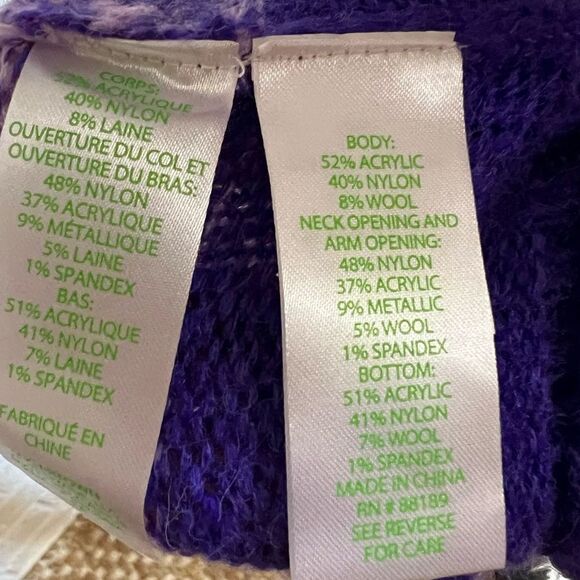 CORPS:
52% ACRYLIQUE
40% NYLON
8% LAINE
OUVERTURE DU COL ET
OUVERTURE DU BRAS:
48% NYLON
37% ACRYLIQUE
9% MÉTALLIQUE
5% LAINE
1% SPANDEX
BAS:
51% ACRYLIQUE
41% NYLON
7% LAINE
1% SPANDEX
FABRIQUÉ EN
CHINE
BODY:
52% ACRYLIC
40% NYLON
8% WOOL
NECK OPENING AND
ARM OPENING:
48% NYLON
37% ACRYLIC
9% METALLIC
5% WOOL
1% SPANDEX
BOTTOM:
51% ACRYLIC
41% NYLON
7% WOOL
1% SPANDEX
MADE IN CHINA
RN # 88189
SEE REVERSE
FOR CARE